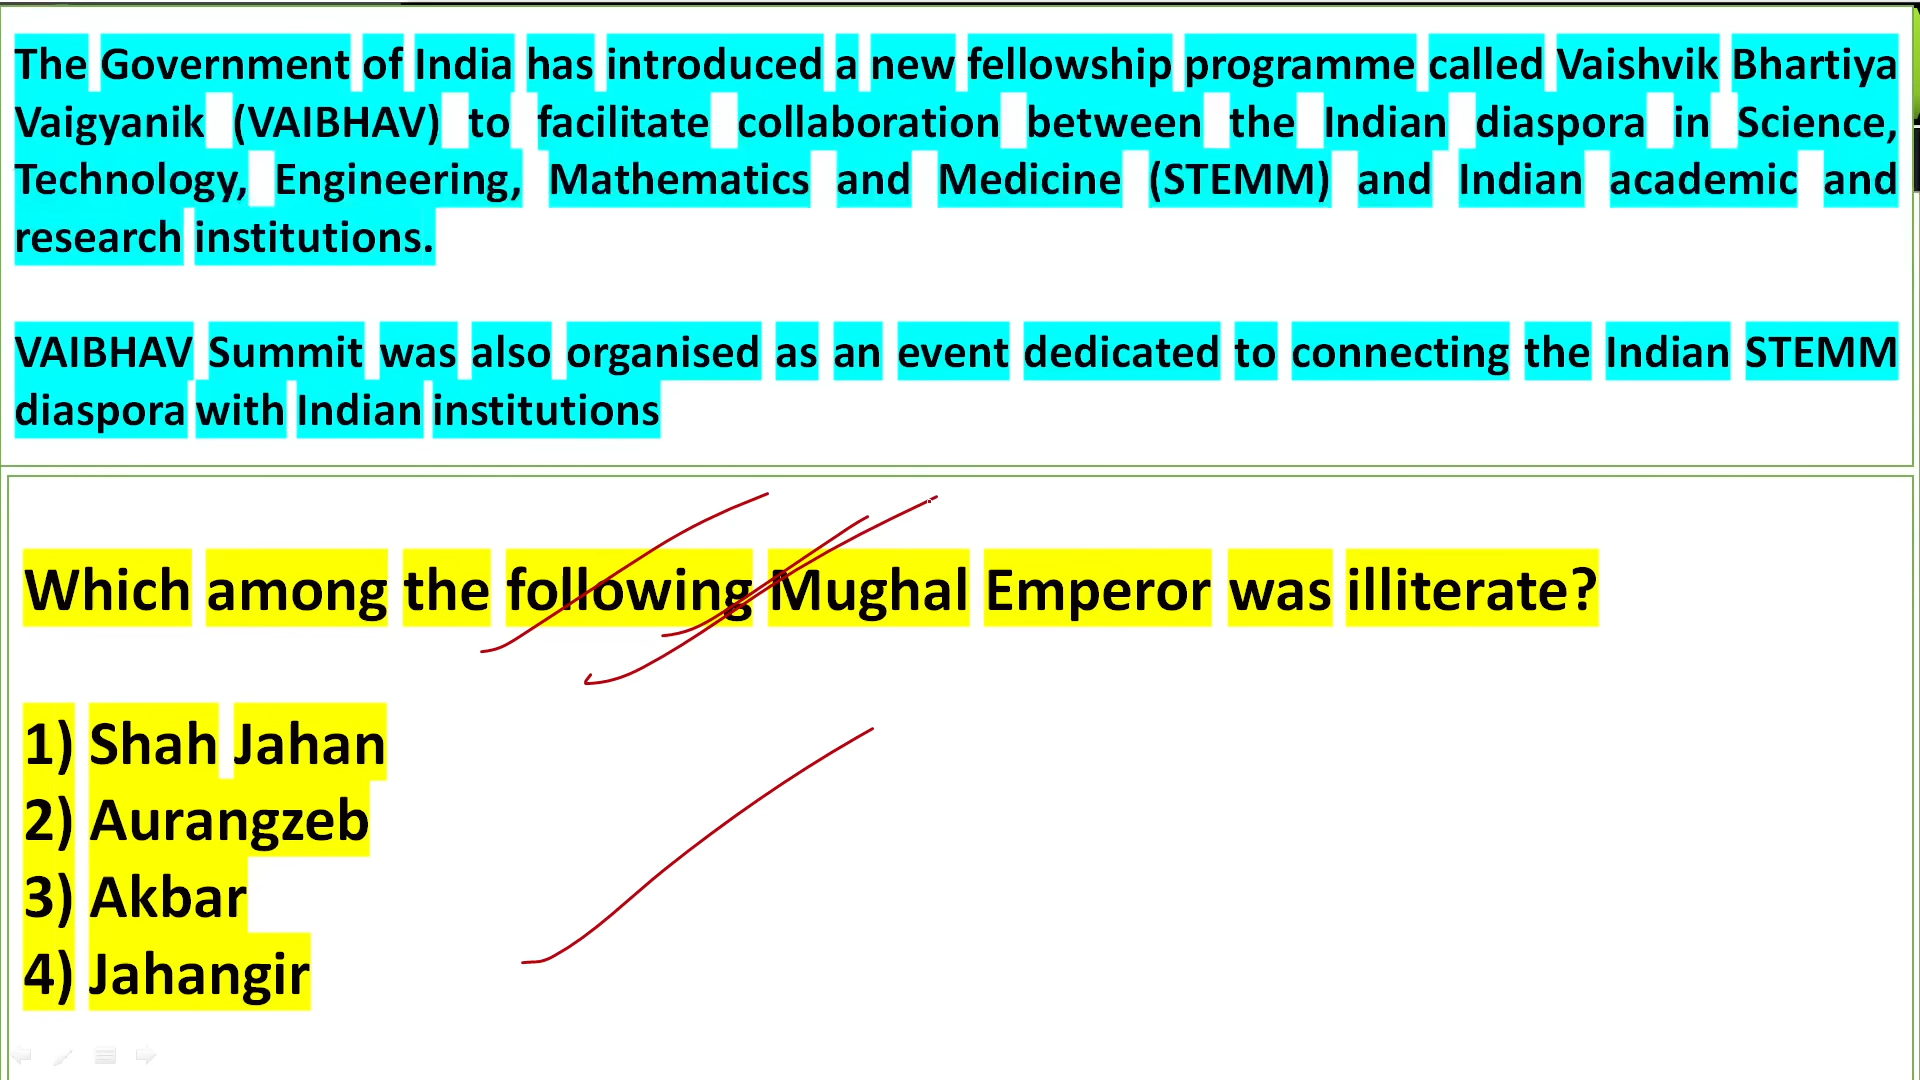 The Government of India has introduced a new fellowship programme called Vaishvik Bhartiya
Vaigyanik (VAIBHAV) to facilitate collaboration between the Indian diaspora in Science,
Technology, Engineering, Mathematics and Medicine (STEMM) and Indian academic and
research institutions.
VAIBHAV Summit was also organised as an event dedicated to connecting the Indian STEMM
diaspora with Indian institutions
Which among the following Mughal Emperor was illiterate?
1) Shah Jahan
2) Aurangzeb
3) Akbar
4) Jahangir